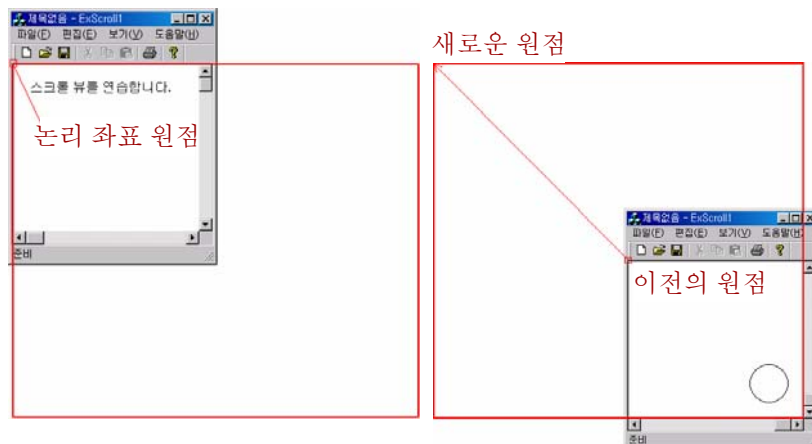 제목없음 - ExScroll1
파일(F) 편집(E) 보기(V) 도움말(H)
스크롤 뷰를 연습합니다.
논리 좌표 원점
준비
새로운 원점
제목없음 - ExScroll1
파일(F) 편집(E) 보기(V) 도움말(H)
이전의 원점
준비